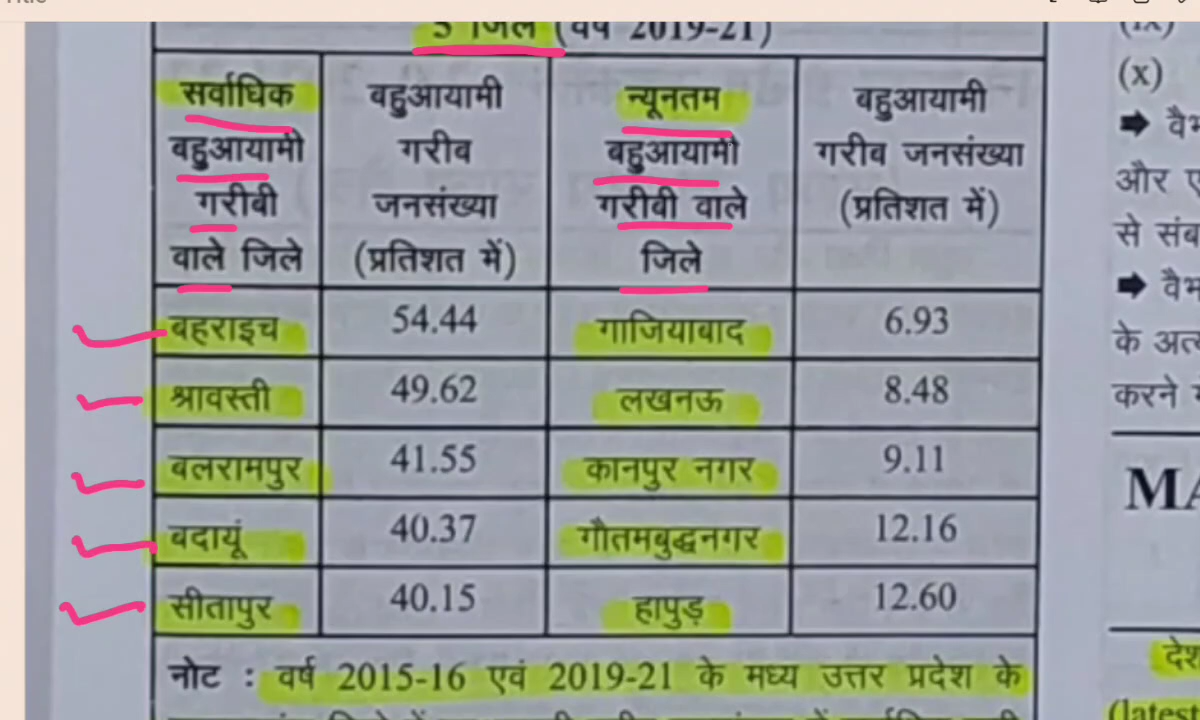 5 जिले (वर्ष 2019-21)
सर्वाधिक बहुआयामी न्यूनतम बहुआयामी
बहुआयामी गरीब बहुआयामी गरीब जनसंख्या
गरीबी जनसंख्या गरीबी वाले (प्रतिशत में)
वाले जिले (प्रतिशत में) जिले
बहराइच 54.44 गाजियाबाद 6.93
श्रावस्ती 49.62 लखनऊ 8.48
बलरामपुर 41.55 कानपुर नगर 9.11
बदायूं 40.37 गौतमबुद्धनगर 12.16
सीतापुर 40.15 हापुड़ 12.60
नोट : वर्ष 2015-16 एवं 2019-21 के मध्य उत्तर प्रदेश के
(ix)
(x)
और
से
के
करने
(latest